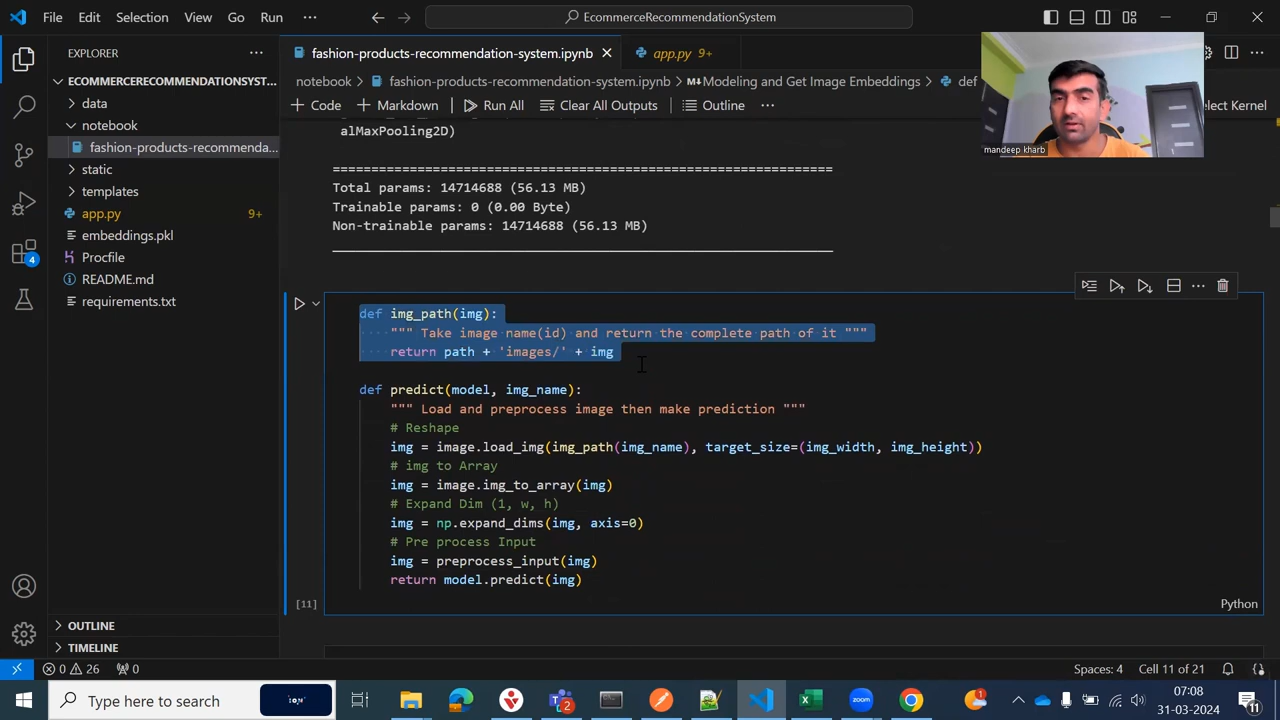 File Edit Selection View Go Run
EcommerceRecommendationSystem
EXPLORER
ECOMMERCERECOMMENDATIONSYST...
data
notebook
fashion-products-recommenda...
static
templates
app.py
9+
embeddings.pkl
Procfile
README.md
requirements.txt
OUTLINE
TIMELINE
4
fashion-products-recommendation-system.ipynb
app.py 9+
notebook > fashion-products-recommendation-system.ipynb > Modeling and Get Image Embeddings > def
Code Markdown Run All Clear All Outputs Outline
elect Kernel
mandeep kharb
alMaxPooling2D)
=================================================================
Total params: 14714688 (56.13 MB)
Trainable params: 0 (0.00 Byte)
Non-trainable params: 14714688 (56.13 MB)
_________________________________________________________________
def img_path(img):
""" Take image name(id) and return the complete path of it """
return path + 'images/' + img
def predict(model, img_name):
""" Load and preprocess image then make prediction """
# Reshape
img = image.load_img(img_path(img_name), target_size=(img_width, img_height))
# img to Array
img = image.img_to_array(img)
# Expand Dim (1, w, h)
img = np.expand_dims(img, axis=0)
# Pre process Input
img = preprocess_input(img)
return model.predict(img)
[11]
Python
0 26 0
Spaces: 4 Cell 11 of 21
Type here to search
2
zoom
1
07:08
31-03-2024
11